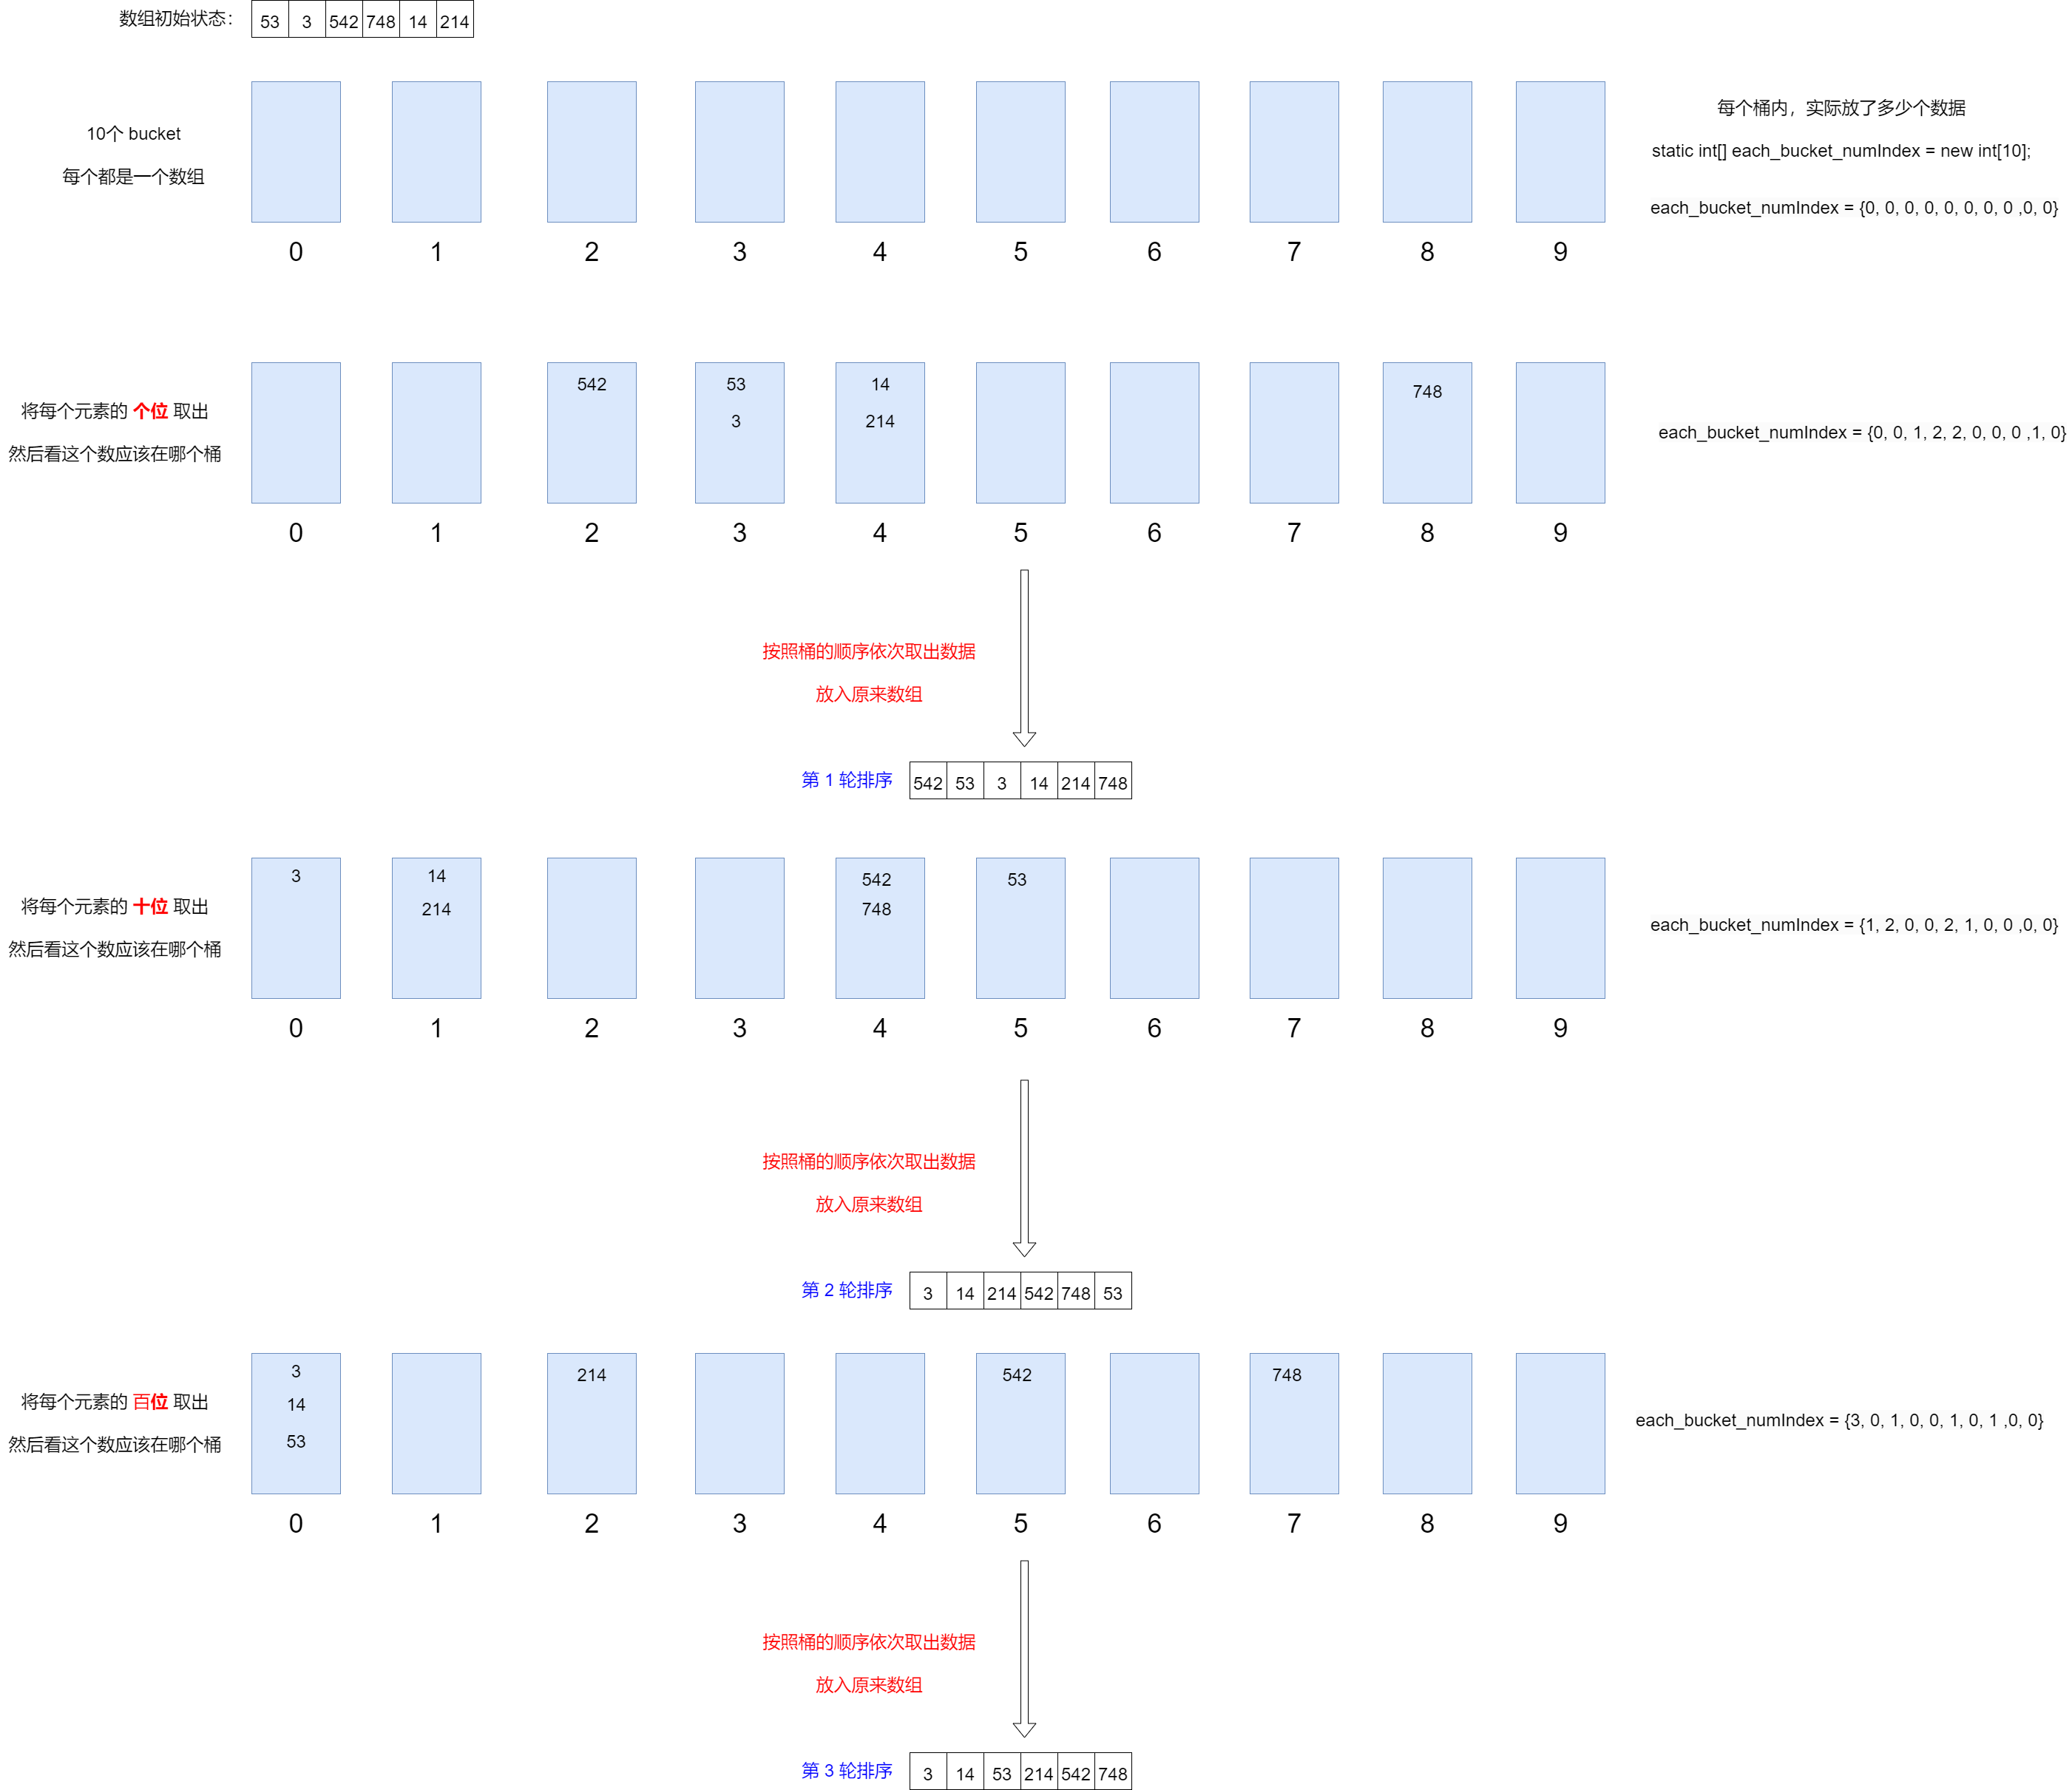 数组初始状态：
53 3 542 748 14 214
10个 bucket
每个都是一个数组
每个桶内，实际放了多少个数据
static int[] each_bucket_numIndex = new int[10];
each_bucket_numIndex = {0, 0, 0, 0, 0, 0, 0, 0 ,0, 0}
0 1 2 3 4 5 6 7 8 9
将每个元素的 个位 取出
然后看这个数应该在哪个桶
542 53 14 748
3 214
each_bucket_numIndex = {0, 0, 1, 2, 2, 0, 0, 0 ,1, 0}
0 1 2 3 4 5 6 7 8 9
按照桶的顺序依次取出数据
放入原来数组
第 1 轮排序
542 53 3 14 214 748
将每个元素的 十位 取出
然后看这个数应该在哪个桶
3 14 542 53
214 748
each_bucket_numIndex = {1, 2, 0, 0, 2, 1, 0, 0 ,0, 0}
0 1 2 3 4 5 6 7 8 9
按照桶的顺序依次取出数据
放入原来数组
第 2 轮排序
3 14 214 542 748 53
将每个元素的 百位 取出
然后看这个数应该在哪个桶
3 214 542 748
14
53
each_bucket_numIndex = {3, 0, 1, 0, 0, 1, 0, 1 ,0, 0}
0 1 2 3 4 5 6 7 8 9
按照桶的顺序依次取出数据
放入原来数组
第 3 轮排序
3 14 53 214 542 748